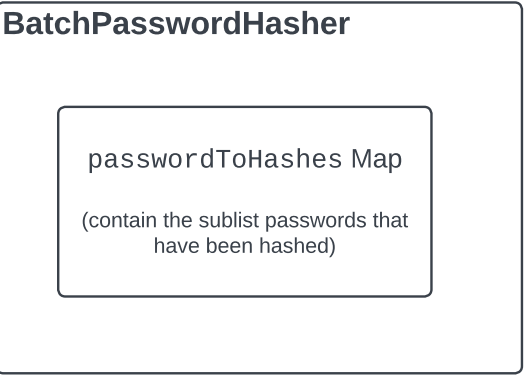 BatchPasswordHasher
passwordToHashes Map
(contain the sublist passwords that
have been hashed)